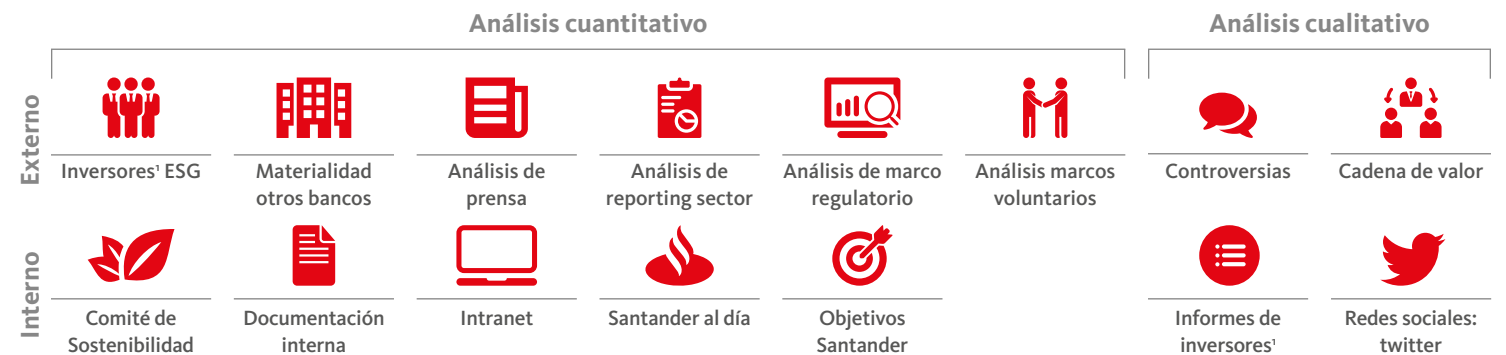 Análisis cuantitativo
Análisis cualitativo
Externo
Inversores¹ ESG
Materialidad
otros bancos
Análisis de
prensa
Análisis de
reporting sector
Análisis de marco
regulatorio
Análisis marcos
voluntarios
Controversias
Cadena de valor
Interno
Comité de
Sostenibilidad
Documentación
interna
Intranet
Santander al día
Objetivos
Santander
Informes de
inversores¹
Redes sociales:
twitter